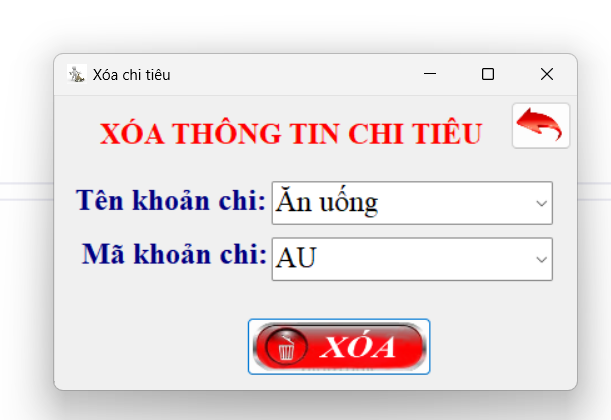 Xóa chi tiêu
XÓA THÔNG TIN CHI TIÊU
Tên khoản chi: Ăn uống
Mã khoản chi: AU
XÓA